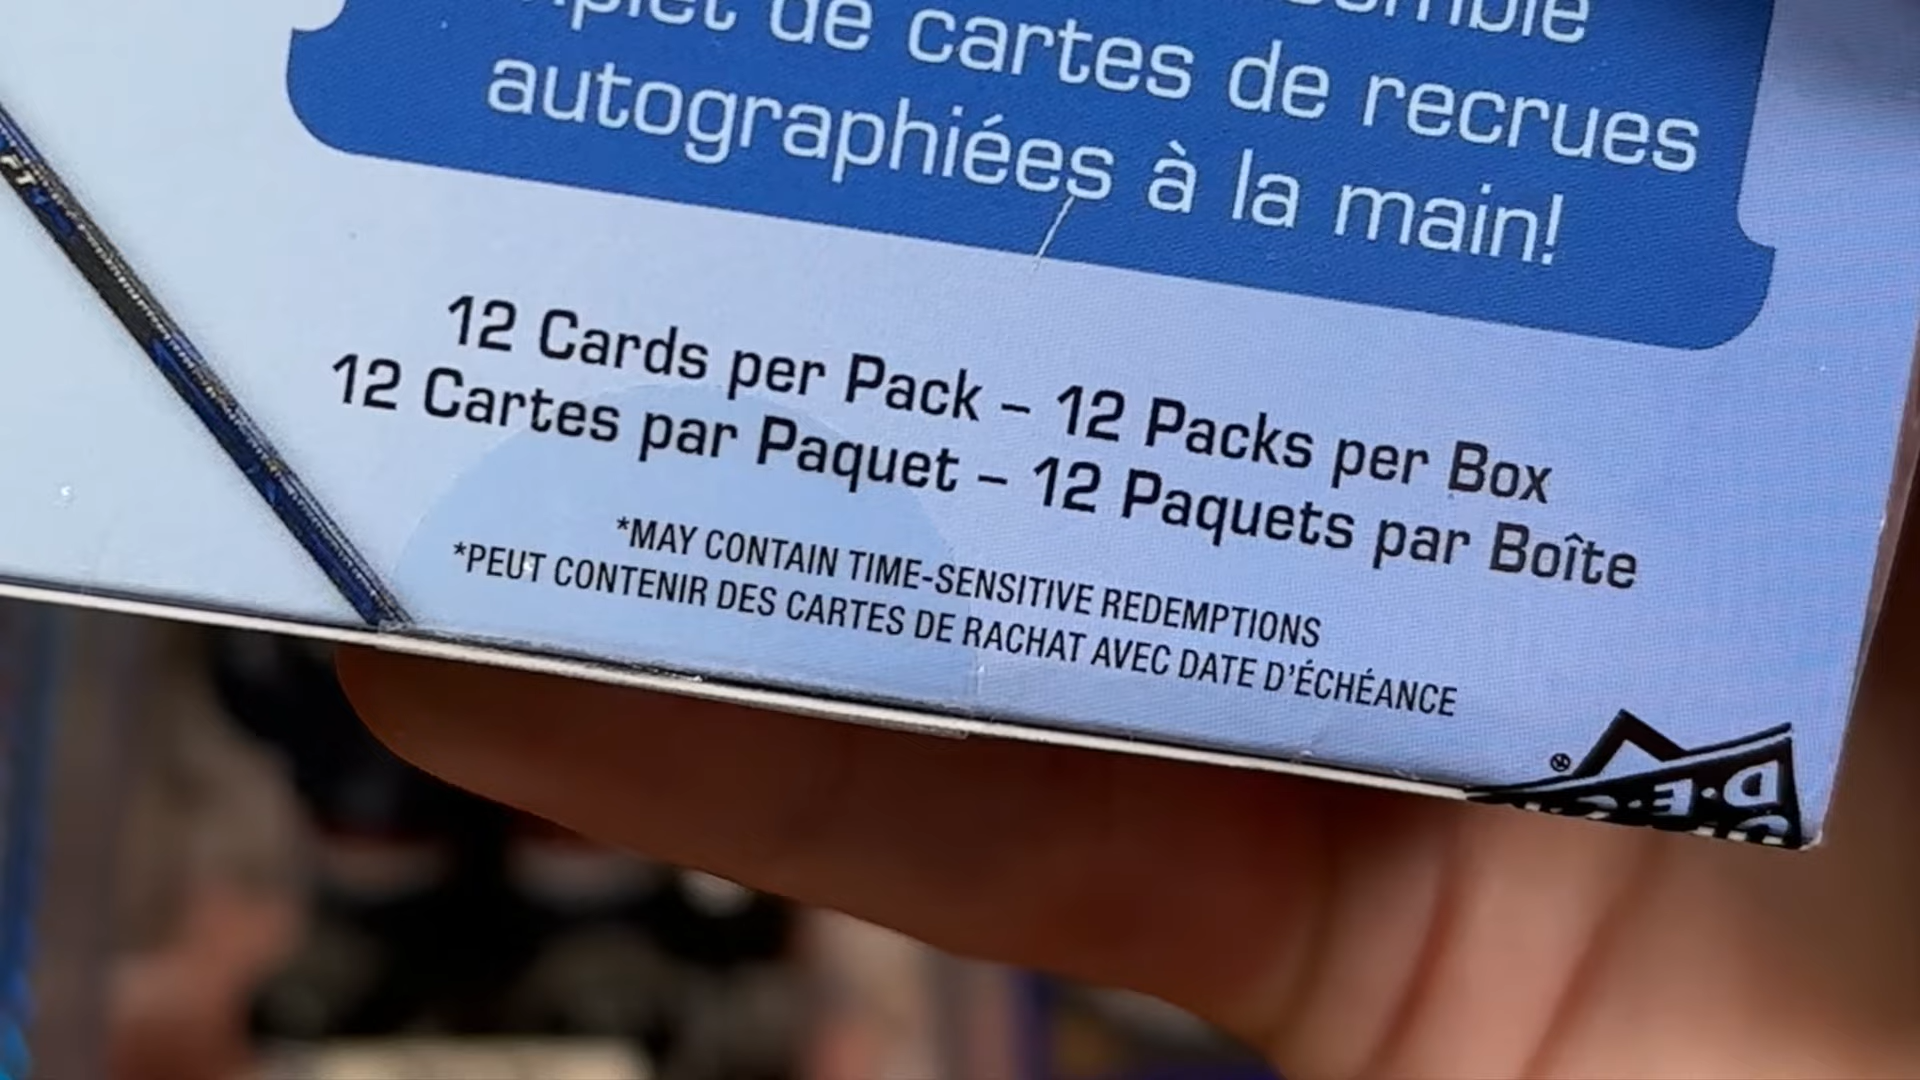 de cartes de recrues
autographiées à la main!
12 Cards per Pack – 12 Packs per Box
12 Cartes par Paquet – 12 Paquets par Boîte
*MAY CONTAIN TIME-SENSITIVE REDEMPTIONS
*PEUT CONTENIR DES CARTES DE RACHAT AVEC DATE D'ÉCHÉANCE